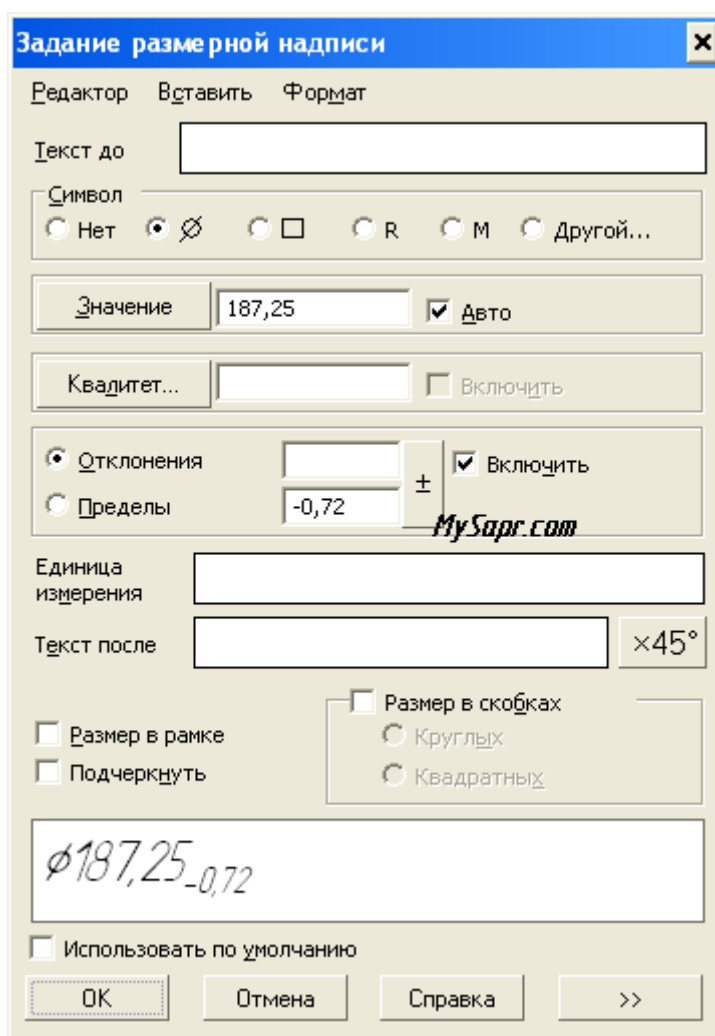 Задание размерной надписи
Редактор Вставить Формат
Текст до
Символ
Нет Ø □ R M Другой...
Значение 187,25 Авто
Квалитет... Включить
Отклонения ± Включить
Пределы -0,72
MySapr.com
Единица
измерения
Текст после ×45°
Размер в скобках
Размер в рамке Круглых
Подчеркнуть Квадратных
Ø187,25-0,72
Использовать по умолчанию
OK Отмена Справка >>